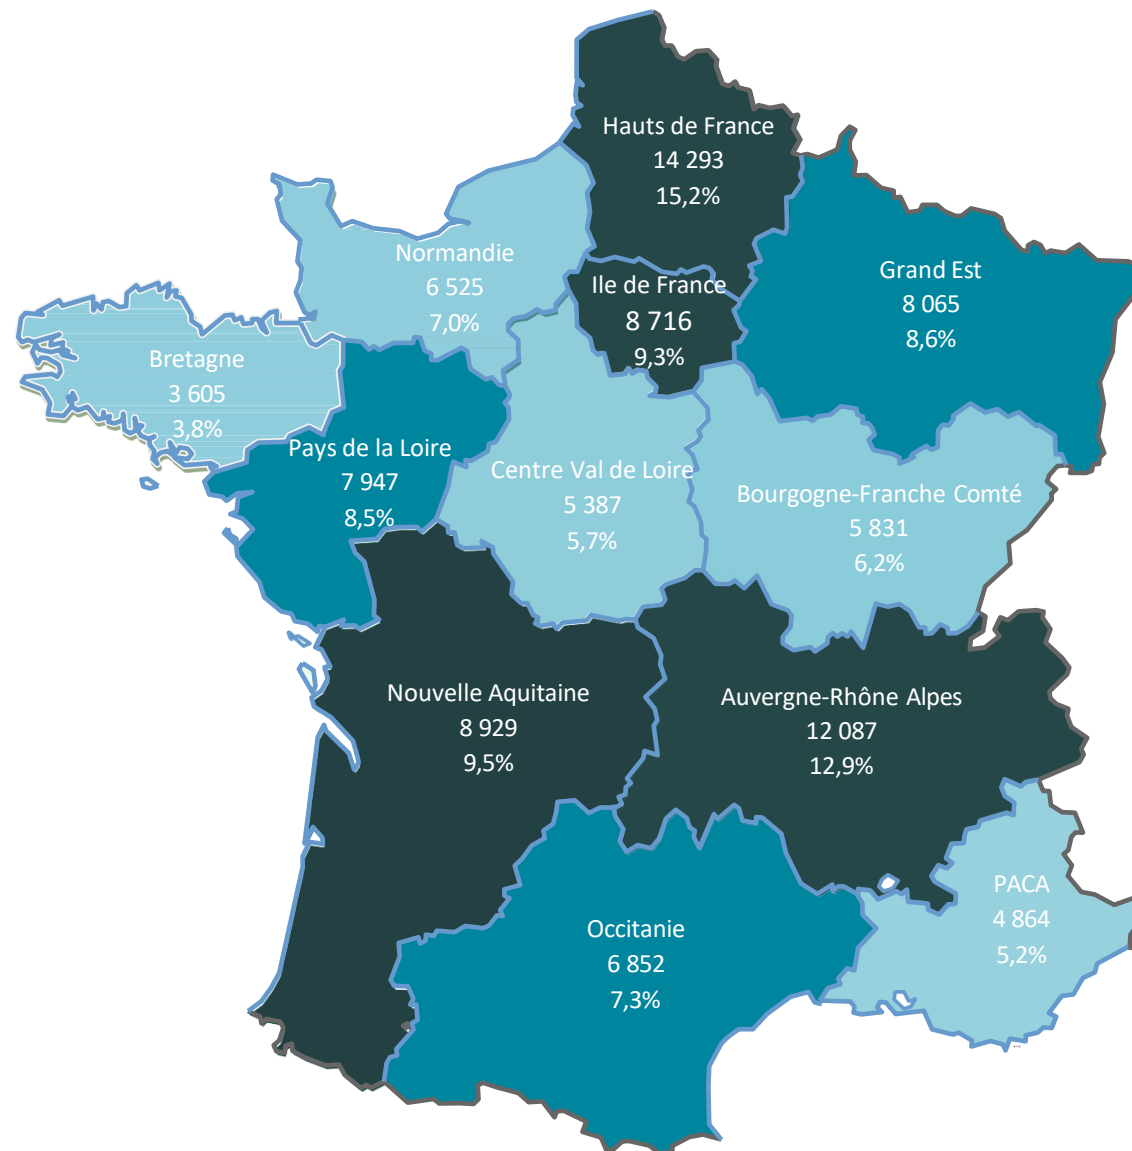 Hauts de France
14 293
15,2%
Normandie
6 525
7,0%
Ile de France
8 716
9,3%
Grand Est
8 065
8,6%
Bretagne
3 605
3,8%
Pays de la Loire
7 947
8,5%
Centre Val de Loire
5 387
5,7%
Bourgogne-Franche Comté
5 831
6,2%
Nouvelle Aquitaine
8 929
9,5%
Auvergne-Rhône Alpes
12 087
12,9%
PACA
4 864
5,2%
Occitanie
6 852
7,3%